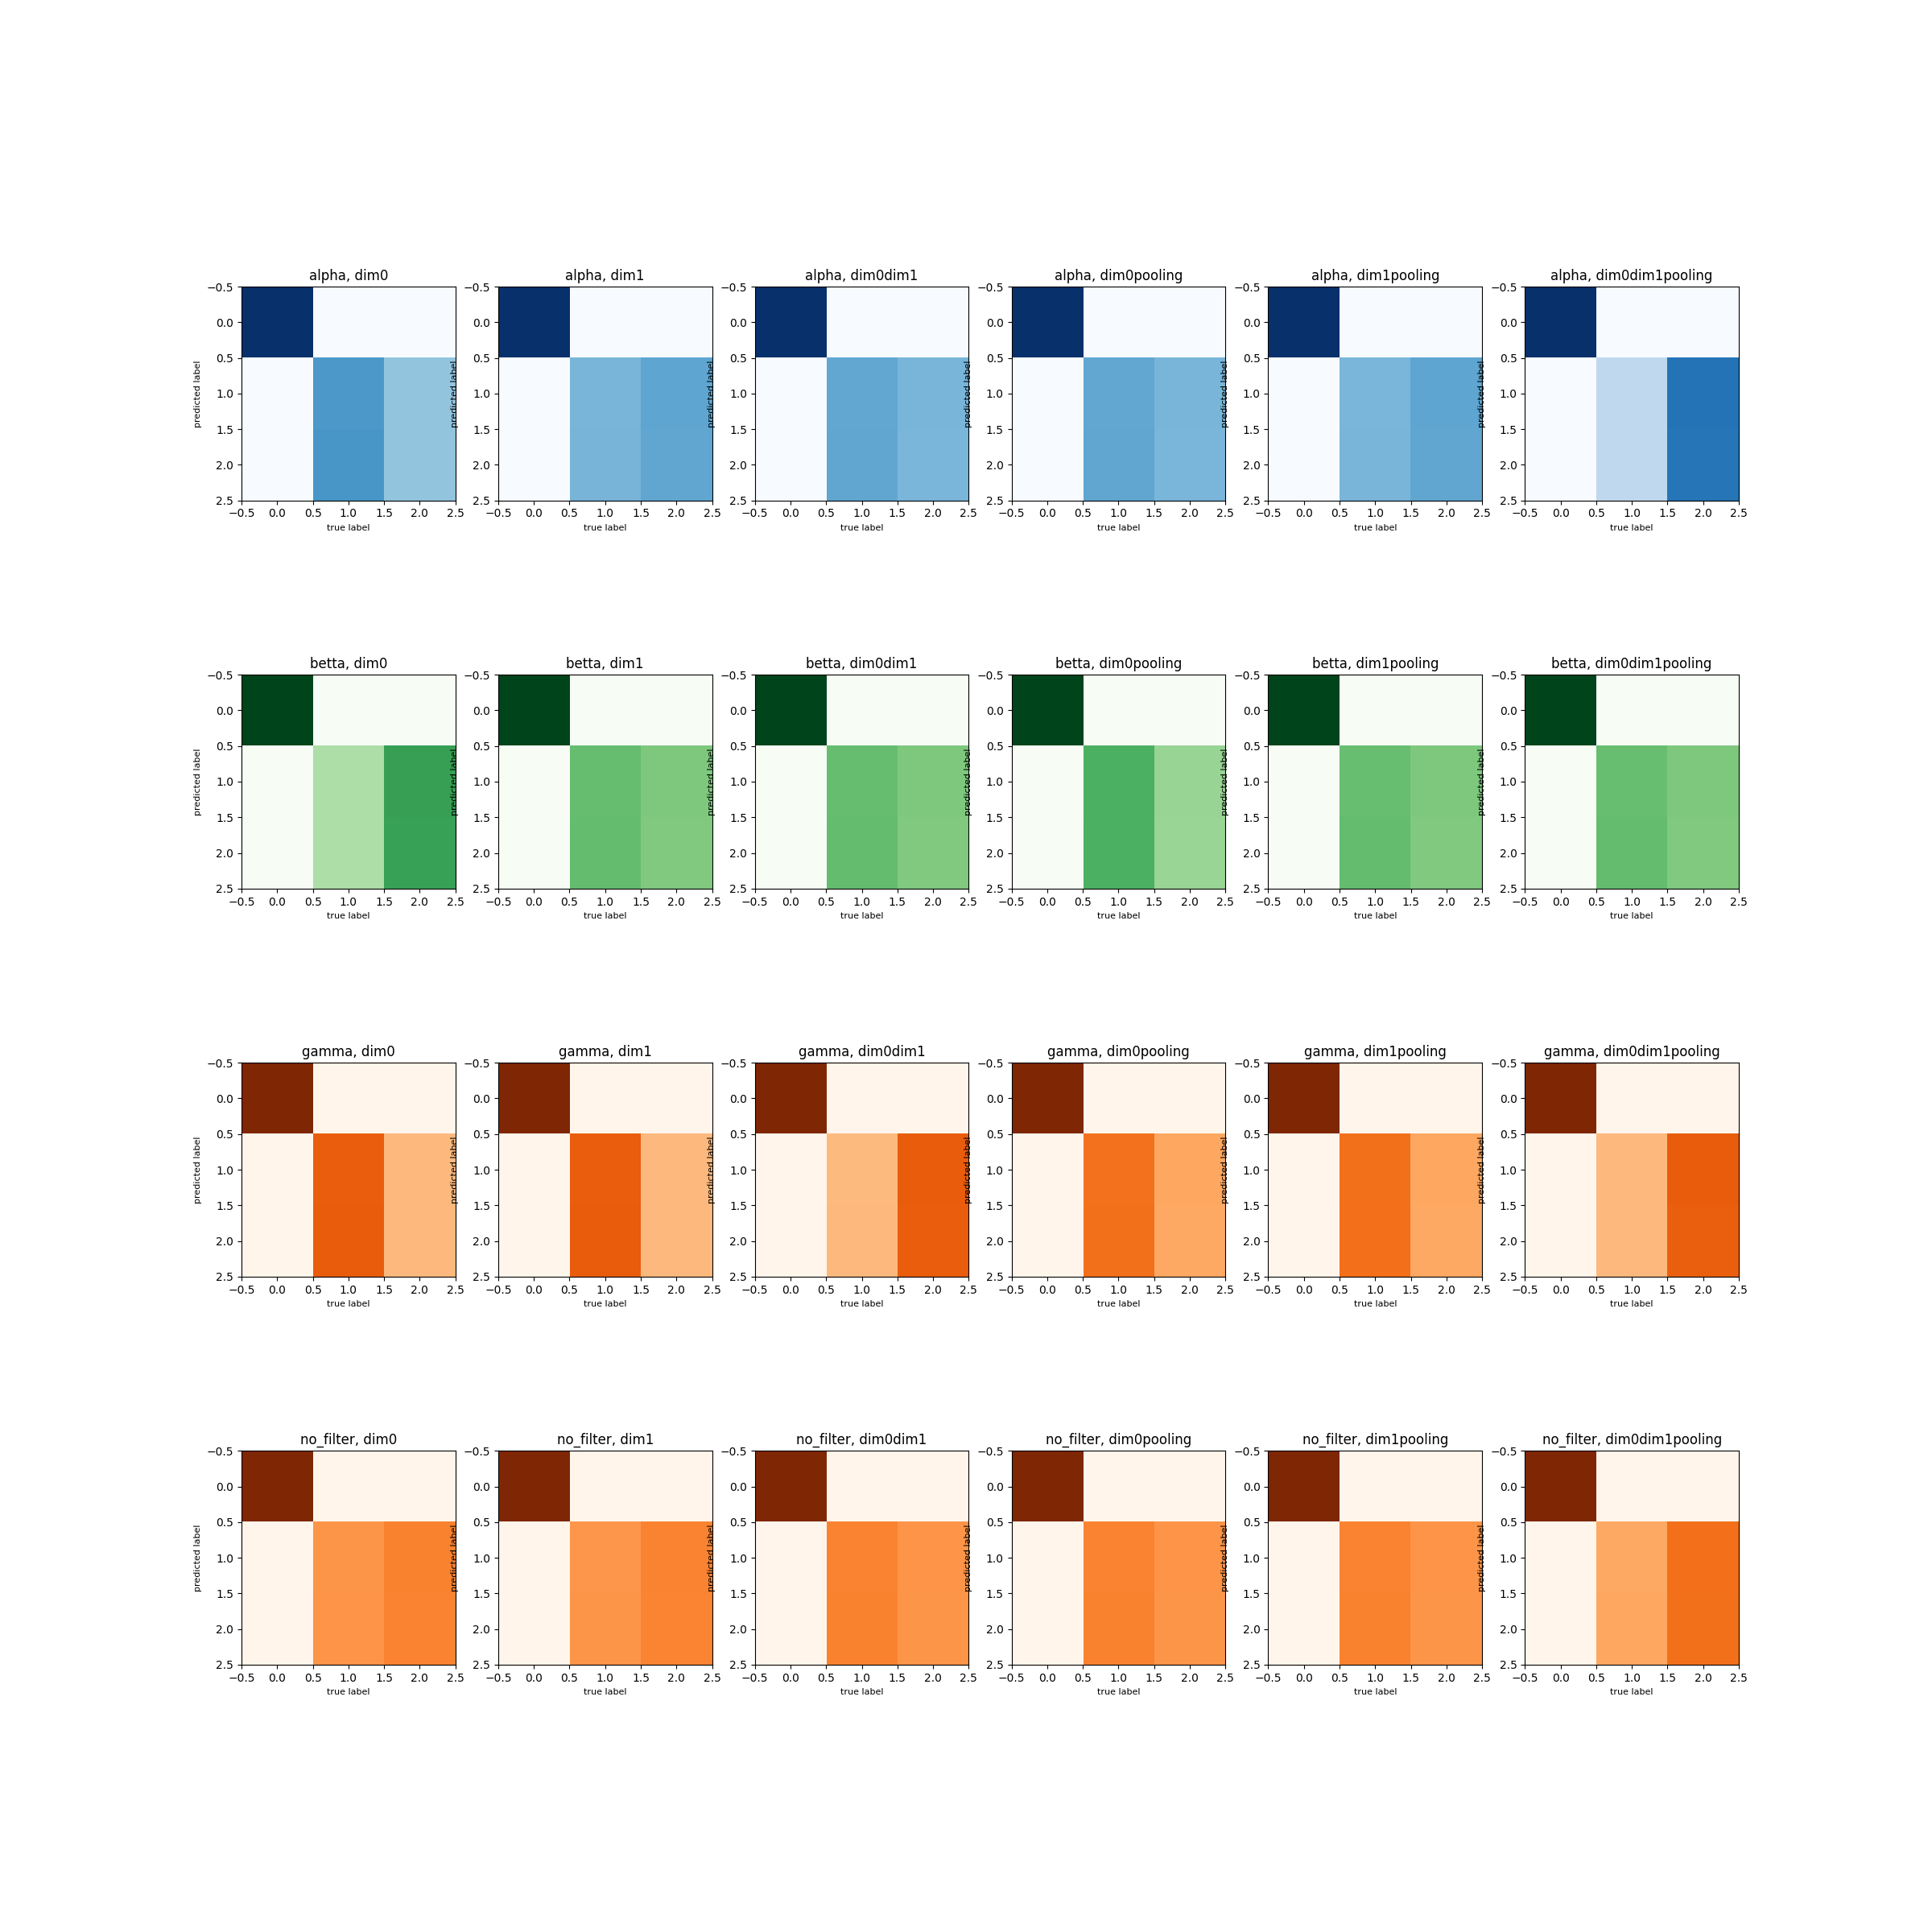 alpha, dim0 alpha, dim1 alpha, dim0dim1 alpha, dim0pooling alpha, dim1pooling alpha, dim0dim1pooling
−0.5 −0.5 −0.5 −0.5 −0.5 −0.5
0.0 0.0 0.0 0.0 0.0 0.0
0.5 0.5 0.5 0.5 0.5 0.5
predicted label predicted label predicted label predicted label predicted label predicted label
1.0 1.0 1.0 1.0 1.0 1.0
1.5 1.5 1.5 1.5 1.5 1.5
2.0 2.0 2.0 2.0 2.0 2.0
2.5 2.5 2.5 2.5 2.5 2.5
−0.5 0.0 0.5 1.0 1.5 2.0 2.5 −0.5 0.0 0.5 1.0 1.5 2.0 2.5 −0.5 0.0 0.5 1.0 1.5 2.0 2.5 −0.5 0.0 0.5 1.0 1.5 2.0 2.5 −0.5 0.0 0.5 1.0 1.5 2.0 2.5 −0.5 0.0 0.5 1.0 1.5 2.0 2.5
true label true label true label true label true label true label
betta, dim0 betta, dim1 betta, dim0dim1 betta, dim0pooling betta, dim1pooling betta, dim0dim1pooling
−0.5 −0.5 −0.5 −0.5 −0.5 −0.5
0.0 0.0 0.0 0.0 0.0 0.0
0.5 0.5 0.5 0.5 0.5 0.5
predicted label predicted label predicted label predicted label predicted label predicted label
1.0 1.0 1.0 1.0 1.0 1.0
1.5 1.5 1.5 1.5 1.5 1.5
2.0 2.0 2.0 2.0 2.0 2.0
2.5 2.5 2.5 2.5 2.5 2.5
−0.5 0.0 0.5 1.0 1.5 2.0 2.5 −0.5 0.0 0.5 1.0 1.5 2.0 2.5 −0.5 0.0 0.5 1.0 1.5 2.0 2.5 −0.5 0.0 0.5 1.0 1.5 2.0 2.5 −0.5 0.0 0.5 1.0 1.5 2.0 2.5 −0.5 0.0 0.5 1.0 1.5 2.0 2.5
true label true label true label true label true label true label
gamma, dim0 gamma, dim1 gamma, dim0dim1 gamma, dim0pooling gamma, dim1pooling gamma, dim0dim1pooling
−0.5 −0.5 −0.5 −0.5 −0.5 −0.5
0.0 0.0 0.0 0.0 0.0 0.0
0.5 0.5 0.5 0.5 0.5 0.5
predicted label predicted label predicted label predicted label predicted label predicted label
1.0 1.0 1.0 1.0 1.0 1.0
1.5 1.5 1.5 1.5 1.5 1.5
2.0 2.0 2.0 2.0 2.0 2.0
2.5 2.5 2.5 2.5 2.5 2.5
−0.5 0.0 0.5 1.0 1.5 2.0 2.5 −0.5 0.0 0.5 1.0 1.5 2.0 2.5 −0.5 0.0 0.5 1.0 1.5 2.0 2.5 −0.5 0.0 0.5 1.0 1.5 2.0 2.5 −0.5 0.0 0.5 1.0 1.5 2.0 2.5 −0.5 0.0 0.5 1.0 1.5 2.0 2.5
true label true label true label true label true label true label
no_filter, dim0 no_filter, dim1 no_filter, dim0dim1 no_filter, dim0pooling no_filter, dim1pooling no_filter, dim0dim1pooling
−0.5 −0.5 −0.5 −0.5 −0.5 −0.5
0.0 0.0 0.0 0.0 0.0 0.0
0.5 0.5 0.5 0.5 0.5 0.5
predicted label predicted label predicted label predicted label predicted label predicted label
1.0 1.0 1.0 1.0 1.0 1.0
1.5 1.5 1.5 1.5 1.5 1.5
2.0 2.0 2.0 2.0 2.0 2.0
2.5 2.5 2.5 2.5 2.5 2.5
−0.5 0.0 0.5 1.0 1.5 2.0 2.5 −0.5 0.0 0.5 1.0 1.5 2.0 2.5 −0.5 0.0 0.5 1.0 1.5 2.0 2.5 −0.5 0.0 0.5 1.0 1.5 2.0 2.5 −0.5 0.0 0.5 1.0 1.5 2.0 2.5 −0.5 0.0 0.5 1.0 1.5 2.0 2.5
true label true label true label true label true label true label